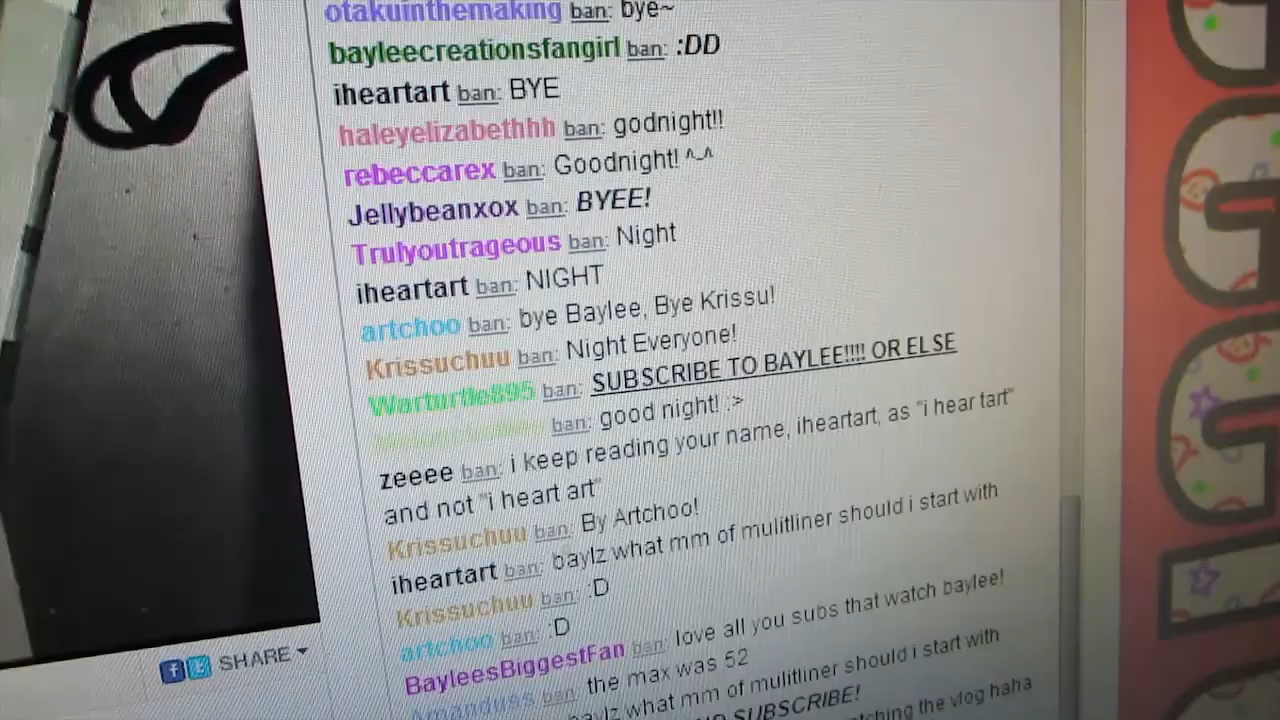 otakuinthemaking ban: bye~
bayleecreationsfangirl ban: :DD
iheartart ban: BYE
haleyelizabethhh ban: godnight!!
rebeccarex ban: Goodnight! ^_^
Jellybeanxox ban: BYEE!
Trulyoutrageous ban: Night
iheartart ban: NIGHT
artchoo ban: bye Baylee, Bye Krissu!
Krissuchuu ban: Night Everyone!
Warturtle895 ban: SUBSCRIBE TO BAYLEE!!!! OR ELSE
ban: good night! :>
zeeee ban: i keep reading your name, iheartart, as "i hear tart"
and not "i heart art"
Krissuchuu ban: By Artchoo!
iheartart ban: baylz what mm of mulitliner should i start with
Krissuchuu ban: :D
artchoo ban: :D
BayleesBiggestFan ban: love all you subs that watch baylee!
Amanduss ban: the max was 52
baylz what mm of mulitliner should i start with
SUBSCRIBE!
the vlog haha
SHARE